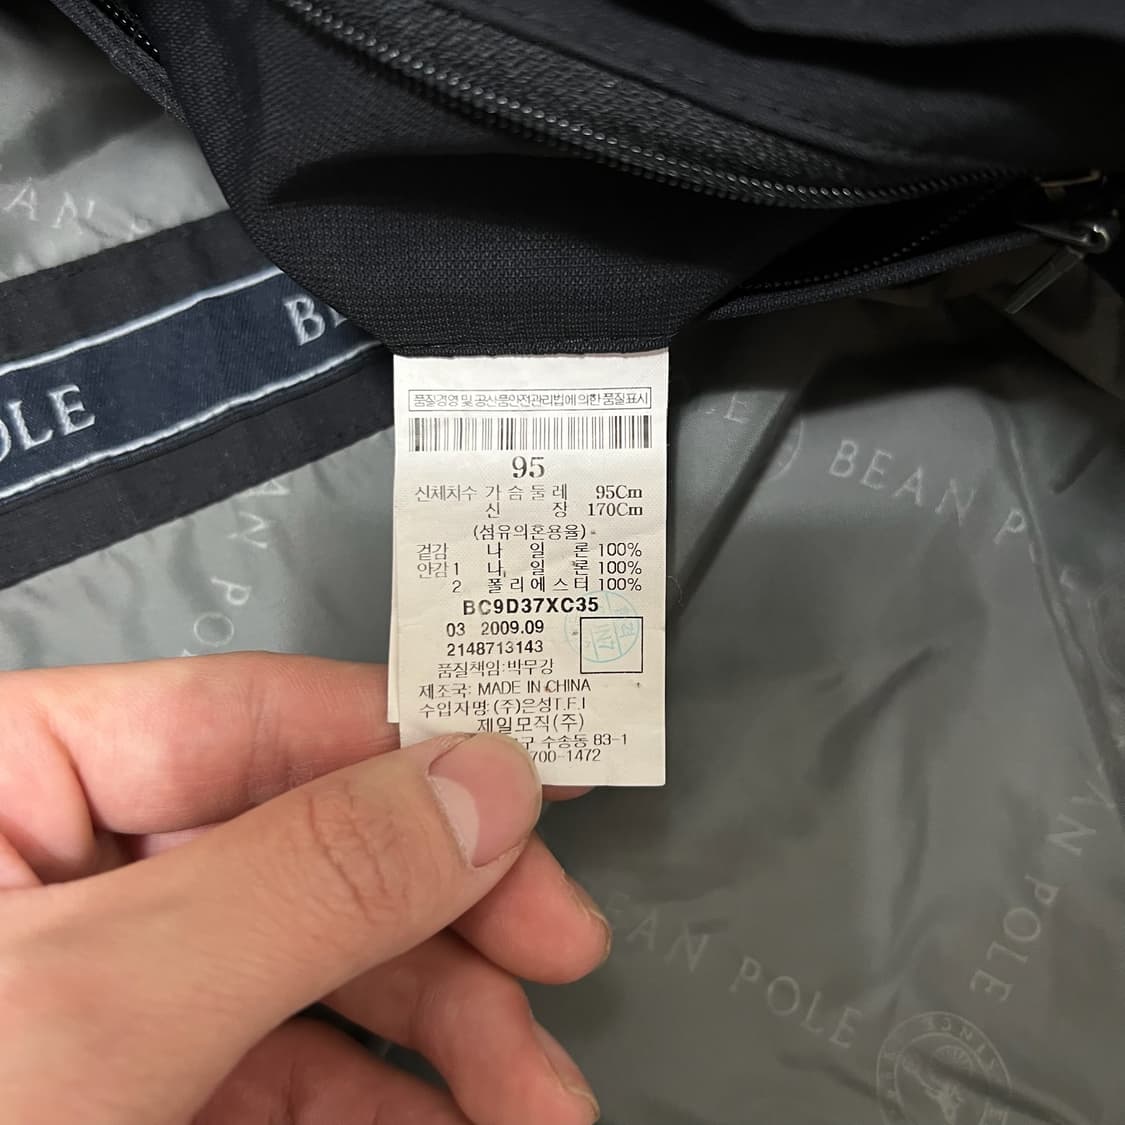 BEAN POLE
OLE
품질경영 및 공산품안전관리법에 의한 품질표시
95
신체치수 가슴둘레 95Cm
신장 170Cm
(섬유의혼용율)
겉감 나일론 100%
안감1 나일론 100%
2 폴리에스터 100%
BC9D37XC35
03 2009.09
2148713143
품질책임:박무강
제조국: MADE IN CHINA
수입자명:(주)은성T.F.I
제일모직(주)
구 수송동 83-1
700-1472
BEAN P
POLE
EAN POLE